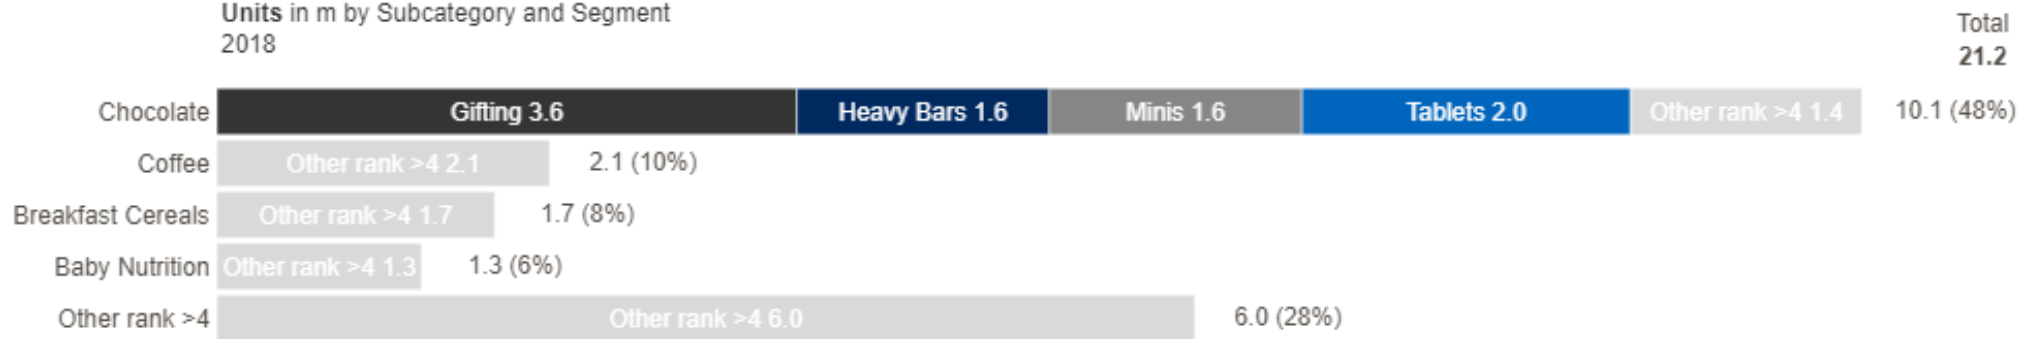 Units in m by Subcategory and Segment
2018
Total
21.2
Chocolate Gifting 3.6 Heavy Bars 1.6 Minis 1.6 Tablets 2.0 Other rank >4 1.4 10.1 (48%)
Coffee Other rank >4 2.1 2.1 (10%)
Breakfast Cereals Other rank >4 1.7 1.7 (8%)
Baby Nutrition Other rank >4 1.3 1.3 (6%)
Other rank >4 Other rank >4 6.0 6.0 (28%)